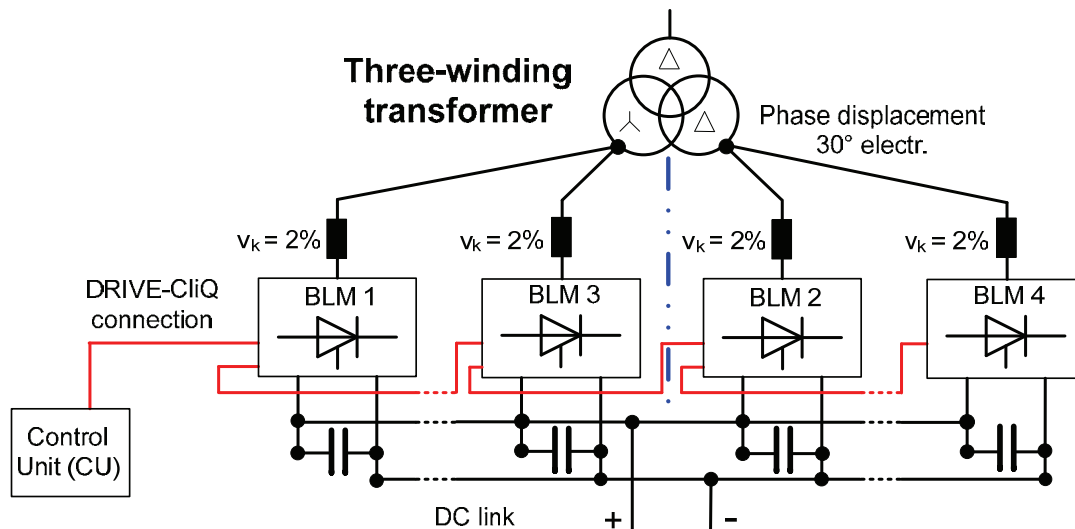 Three-winding
transformer
Δ
Δ
Phase displacement
30° electr.
vk = 2%
vk = 2%
vk = 2%
vk = 2%
DRIVE-CliQ
connection
BLM 1
BLM 3
BLM 2
BLM 4
Control
Unit (CU)
DC link
+
-